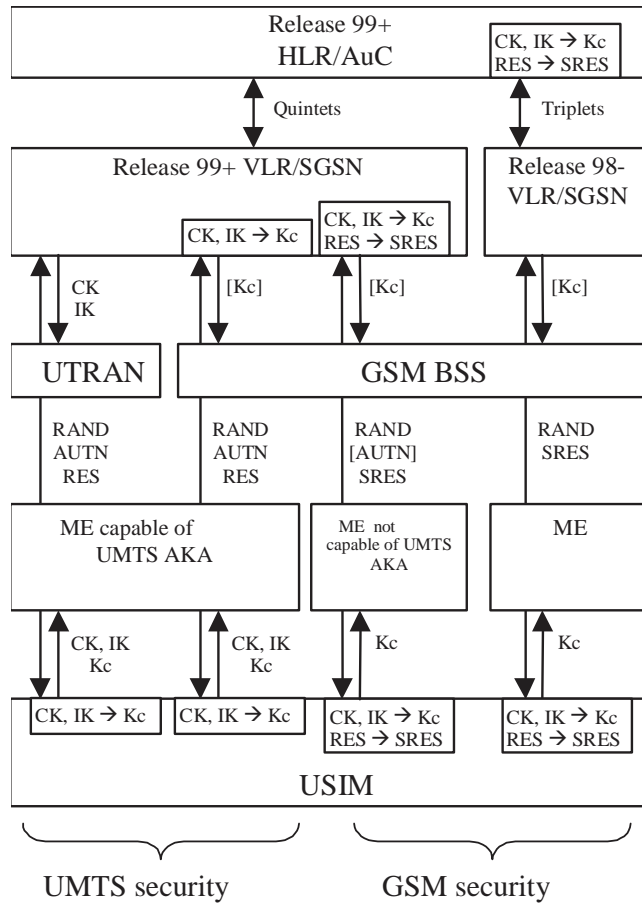 Release 99+
HLR/AuC
CK, IK → Kc
RES → SRES
Quintets
Triplets
Release 99+ VLR/SGSN
Release 98-
VLR/SGSN
CK, IK → Kc
CK, IK → Kc
RES → SRES
CK
IK
[Kc]
[Kc]
[Kc]
UTRAN
GSM BSS
RAND
AUTN
RES
RAND
AUTN
RES
RAND
[AUTN]
SRES
RAND
SRES
ME capable of
UMTS AKA
ME not
capable of UMTS
AKA
ME
CK, IK
Kc
CK, IK
Kc
Kc
Kc
CK, IK → Kc
CK, IK → Kc
CK, IK → Kc
RES → SRES
CK, IK → Kc
RES → SRES
USIM
UMTS security
GSM security